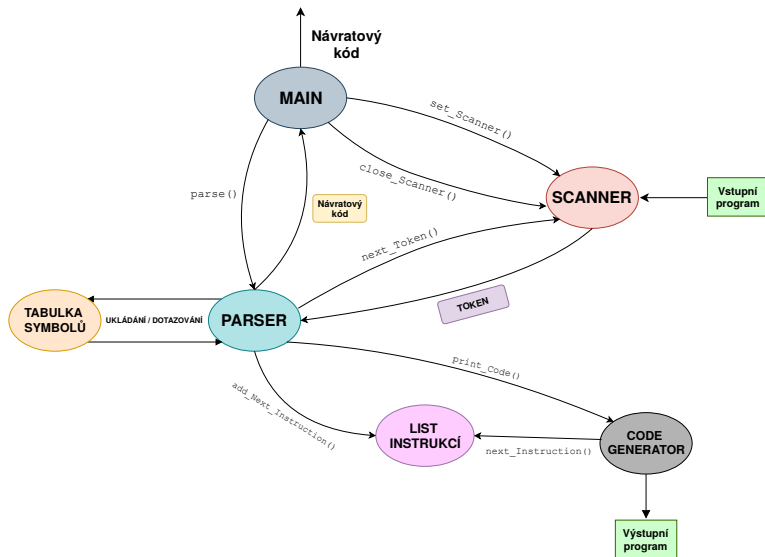 Návratový
kód
MAIN
set_Scanner()
close_Scanner()
parse()
Návratový
kód
SCANNER
Vstupní
program
next_Token()
TOKEN
TABULKA
SYMBOLŮ
UKLÁDÁNÍ / DOTAZOVÁNÍ
PARSER
print_Code()
add_Next_Instruction()
LIST
INSTRUKCÍ
next_Instruction()
CODE
GENERATOR
Výstupní
program